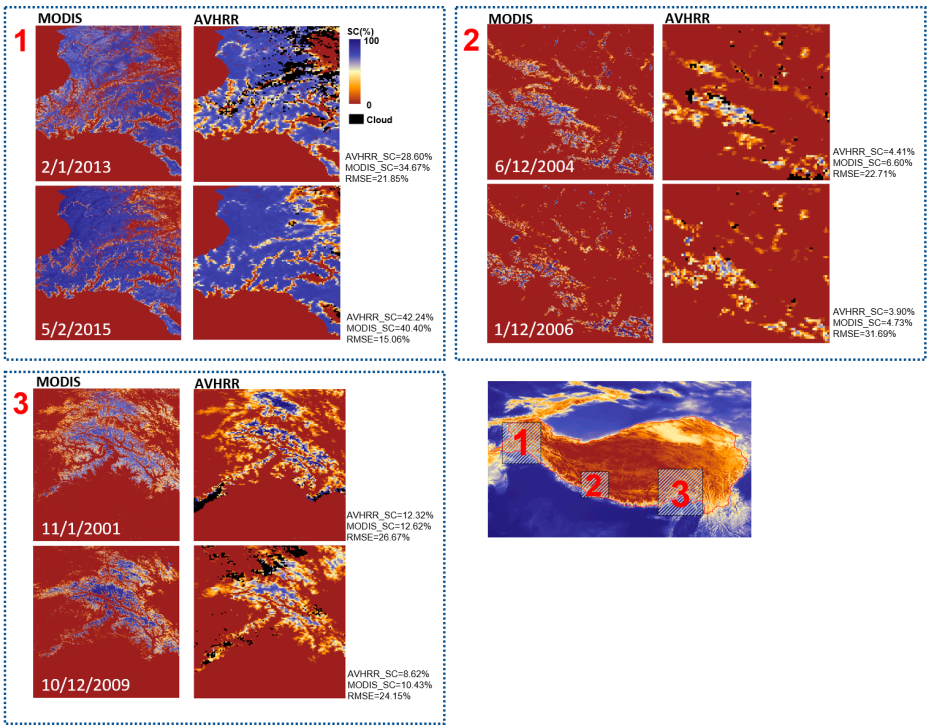 MODIS
AVHRR
1
SC(%)
100
0
Cloud
2/1/2013
AVHRR_SC=28.60%
MODIS_SC=34.67%
RMSE=21.85%
5/2/2015
AVHRR_SC=42.24%
MODIS_SC=40.40%
RMSE=15.06%
MODIS
AVHRR
2
6/12/2004
AVHRR_SC=4.41%
MODIS_SC=6.60%
RMSE=22.71%
1/12/2006
AVHRR_SC=3.90%
MODIS_SC=4.73%
RMSE=31.69%
MODIS
AVHRR
3
11/1/2001
AVHRR_SC=12.32%
MODIS_SC=12.62%
RMSE=26.67%
10/12/2009
AVHRR_SC=8.62%
MODIS_SC=10.43%
RMSE=24.15%
1
2
3